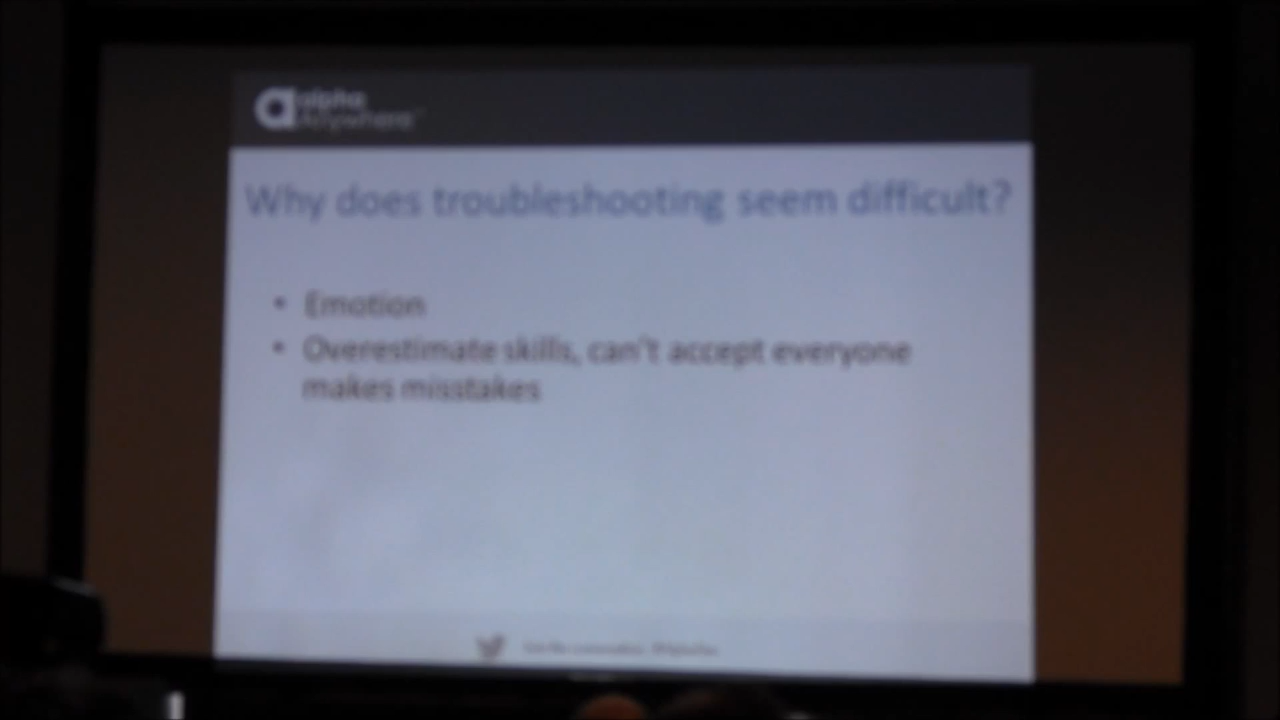 alpha
Anywhere
Why does troubleshooting seem difficult?
• Emotion
• Overestimate skills, can't accept everyone
makes misstakes